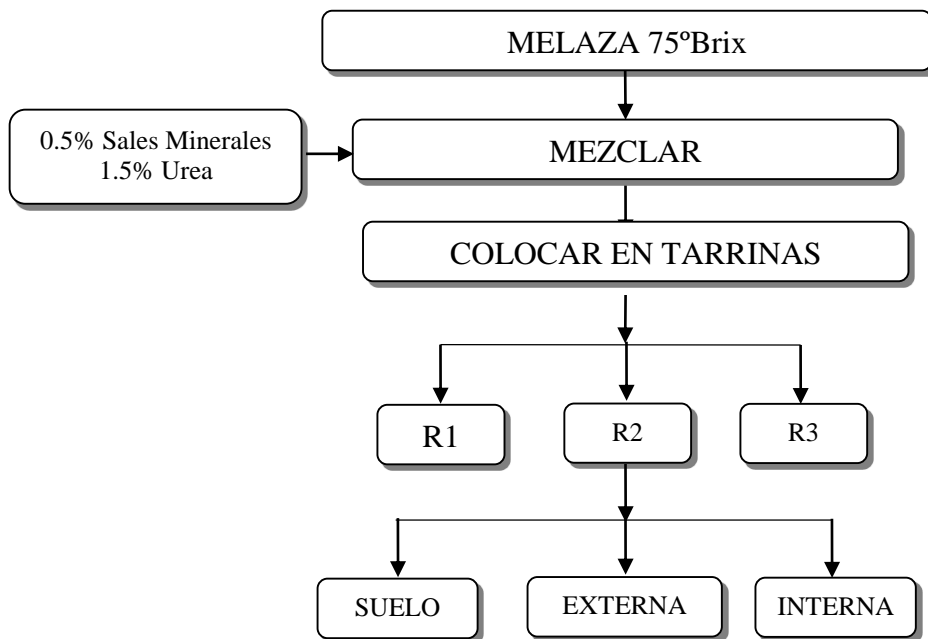 MELAZA 75ºBrix
0.5% Sales Minerales
1.5% Urea
MEZCLAR
COLOCAR EN TARRINAS
R1
R2
R3
SUELO
EXTERNA
INTERNA